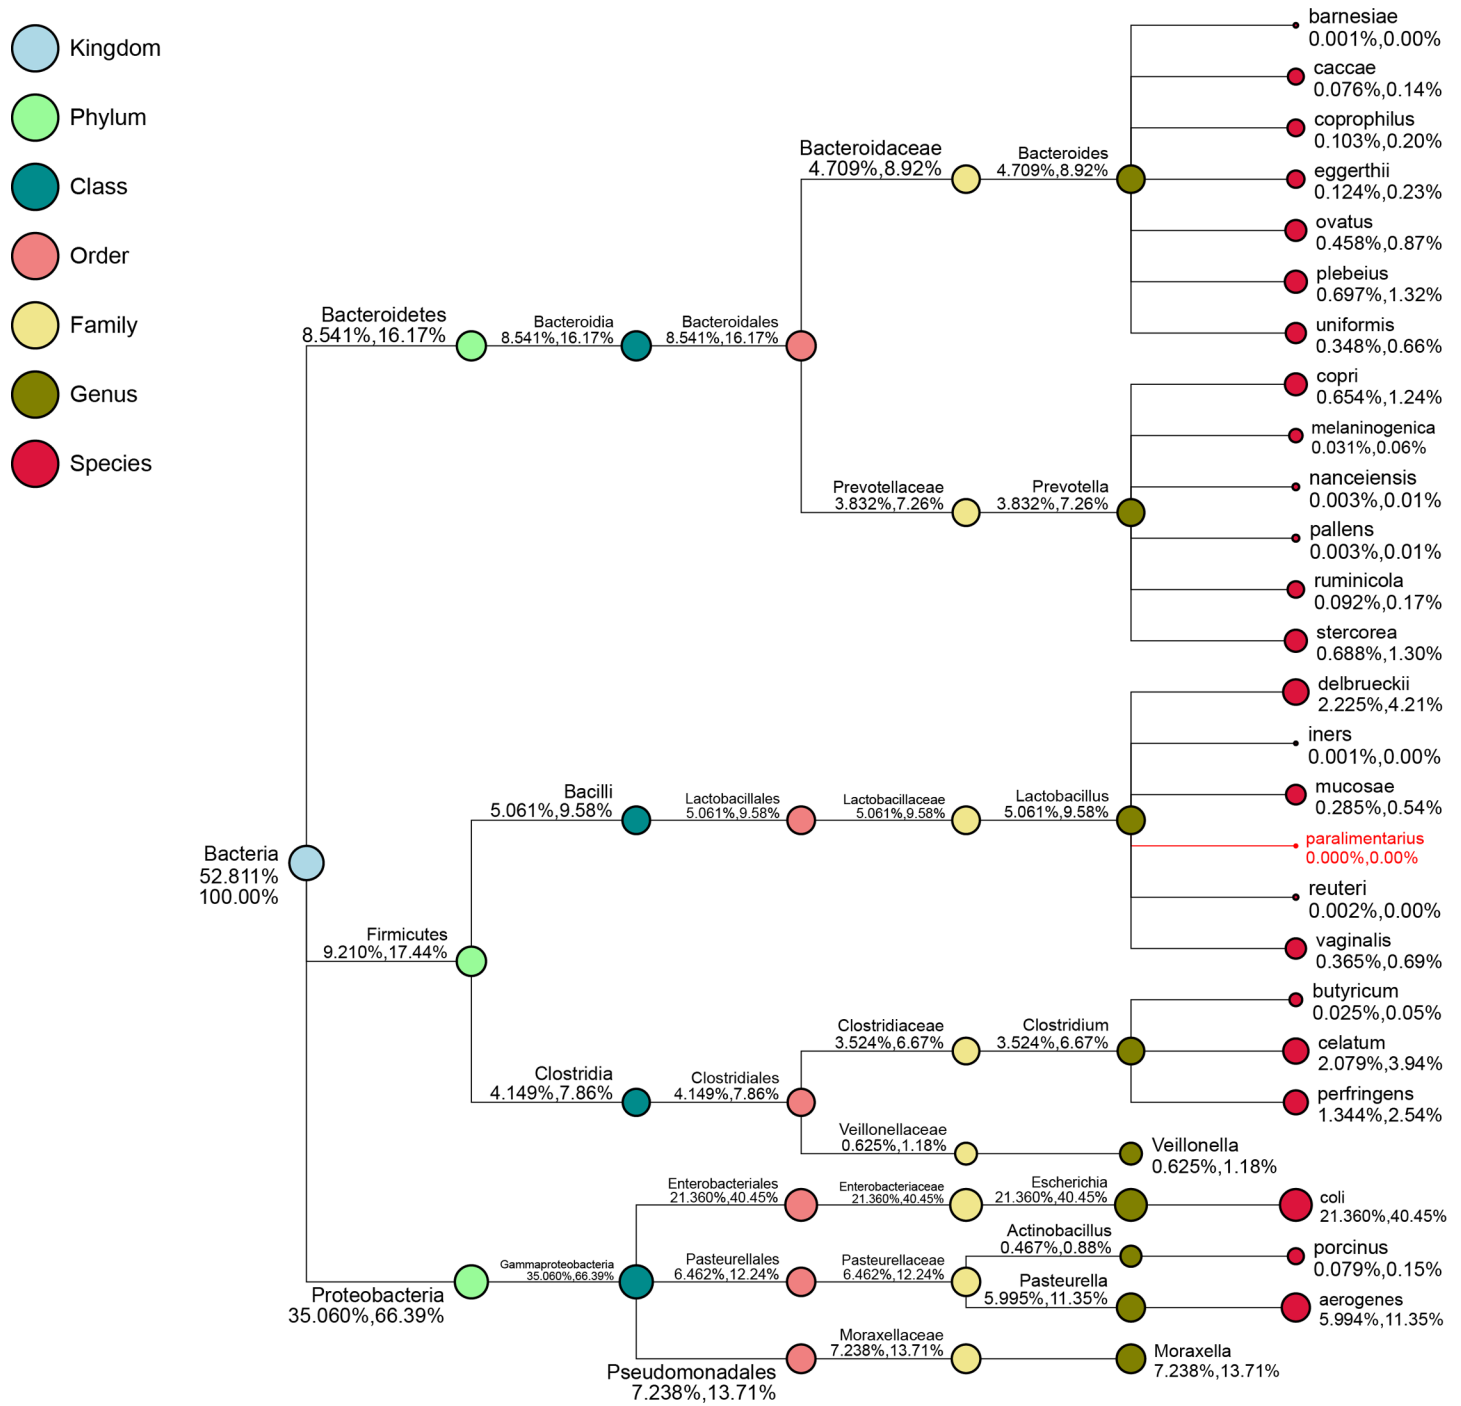 Kingdom
Phylum
Class
Order
Family
Genus
Species
Bacteria
52.811%
100.00%
Bacteroidetes
8.541%,16.17%
Bacteroidia
8.541%,16.17%
Bacteroidales
8.541%,16.17%
Bacteroidaceae
4.709%,8.92%
Bacteroides
4.709%,8.92%
barnesiae
0.001%,0.00%
caccae
0.076%,0.14%
coprophilus
0.103%,0.20%
eggerthii
0.124%,0.23%
ovatus
0.458%,0.87%
plebeius
0.697%,1.32%
uniformis
0.348%,0.66%
Prevotellaceae
3.832%,7.26%
Prevotella
3.832%,7.26%
copri
0.654%,1.24%
melaninogenica
0.031%,0.06%
nanceiensis
0.003%,0.01%
pallens
0.003%,0.01%
ruminicola
0.092%,0.17%
stercorea
0.688%,1.30%
Firmicutes
9.210%,17.44%
Bacilli
5.061%,9.58%
Lactobacillales
5.061%,9.58%
Lactobacillaceae
5.061%,9.58%
Lactobacillus
5.061%,9.58%
delbrueckii
2.225%,4.21%
iners
0.001%,0.00%
mucosae
0.285%,0.54%
paralimentarius
0.000%,0.00%
reuteri
0.002%,0.00%
vaginalis
0.365%,0.69%
Clostridia
4.149%,7.86%
Clostridiales
4.149%,7.86%
Clostridiaceae
3.524%,6.67%
Clostridium
3.524%,6.67%
butyricum
0.025%,0.05%
celatum
2.079%,3.94%
perfringens
1.344%,2.54%
Veillonellaceae
0.625%,1.18%
Veillonella
0.625%,1.18%
Proteobacteria
35.060%,66.39%
Gammaproteobacteria
35.060%,66.39%
Enterobacteriales
21.360%,40.45%
Enterobacteriaceae
21.360%,40.45%
Escherichia
21.360%,40.45%
coli
21.360%,40.45%
Pasteurellales
6.462%,12.24%
Pasteurellaceae
6.462%,12.24%
Actinobacillus
0.467%,0.88%
porcinus
0.079%,0.15%
Pasteurella
5.995%,11.35%
aerogenes
5.994%,11.35%
Pseudomonadales
7.238%,13.71%
Moraxellaceae
7.238%,13.71%
Moraxella
7.238%,13.71%